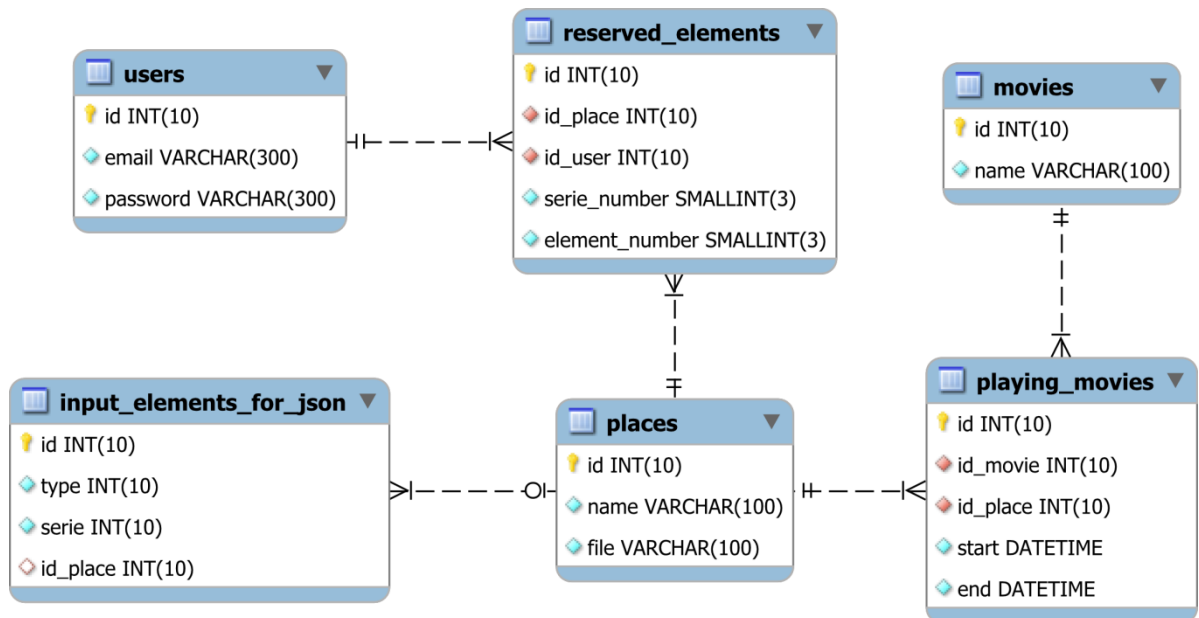 users
id INT(10)
email VARCHAR(300)
password VARCHAR(300)
reserved_elements
id INT(10)
id_place INT(10)
id_user INT(10)
serie_number SMALLINT(3)
element_number SMALLINT(3)
movies
id INT(10)
name VARCHAR(100)
input_elements_for_json
id INT(10)
type INT(10)
serie INT(10)
id_place INT(10)
places
id INT(10)
name VARCHAR(100)
file VARCHAR(100)
playing_movies
id INT(10)
id_movie INT(10)
id_place INT(10)
start DATETIME
end DATETIME